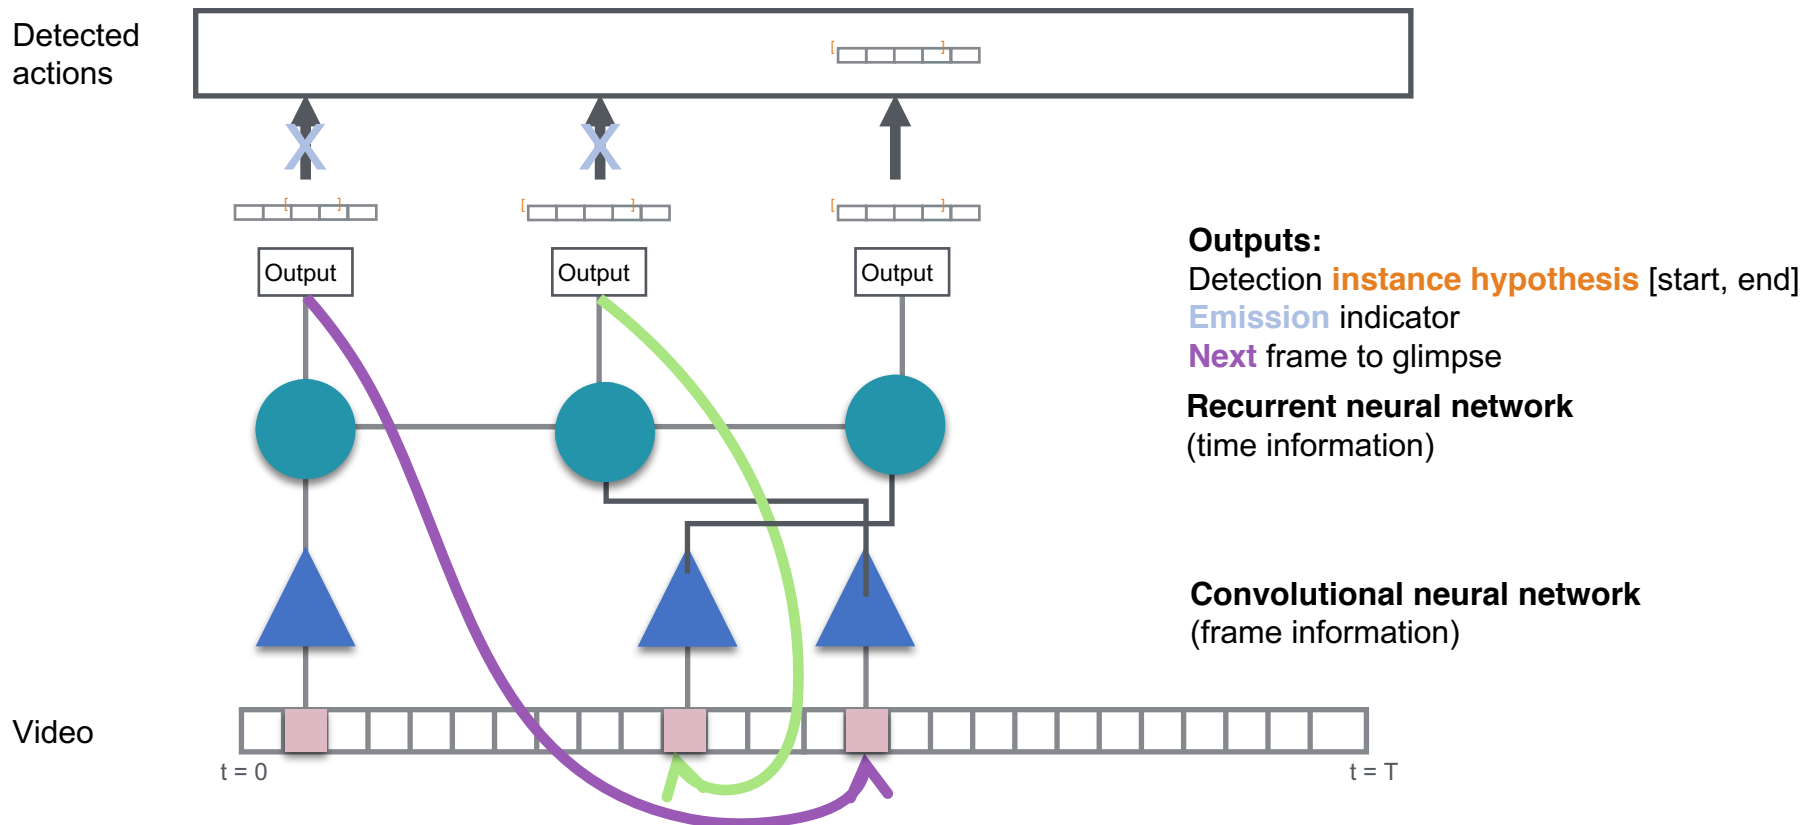 Detected
actions
[ ]
X X
[ ] [ ] [ ]
Output Output Output
Outputs:
Detection instance hypothesis [start, end]
Emission indicator
Next frame to glimpse
Recurrent neural network
(time information)
Convolutional neural network
(frame information)
Video
t = 0 t = T